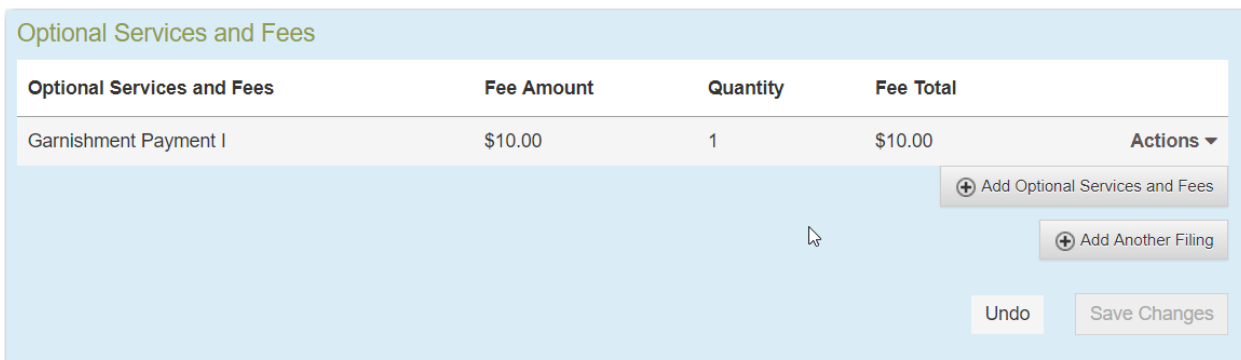 Optional Services and Fees
Optional Services and Fees Fee Amount Quantity Fee Total
Garnishment Payment I $10.00 1 $10.00 Actions
Add Optional Services and Fees
Add Another Filing
Undo Save Changes